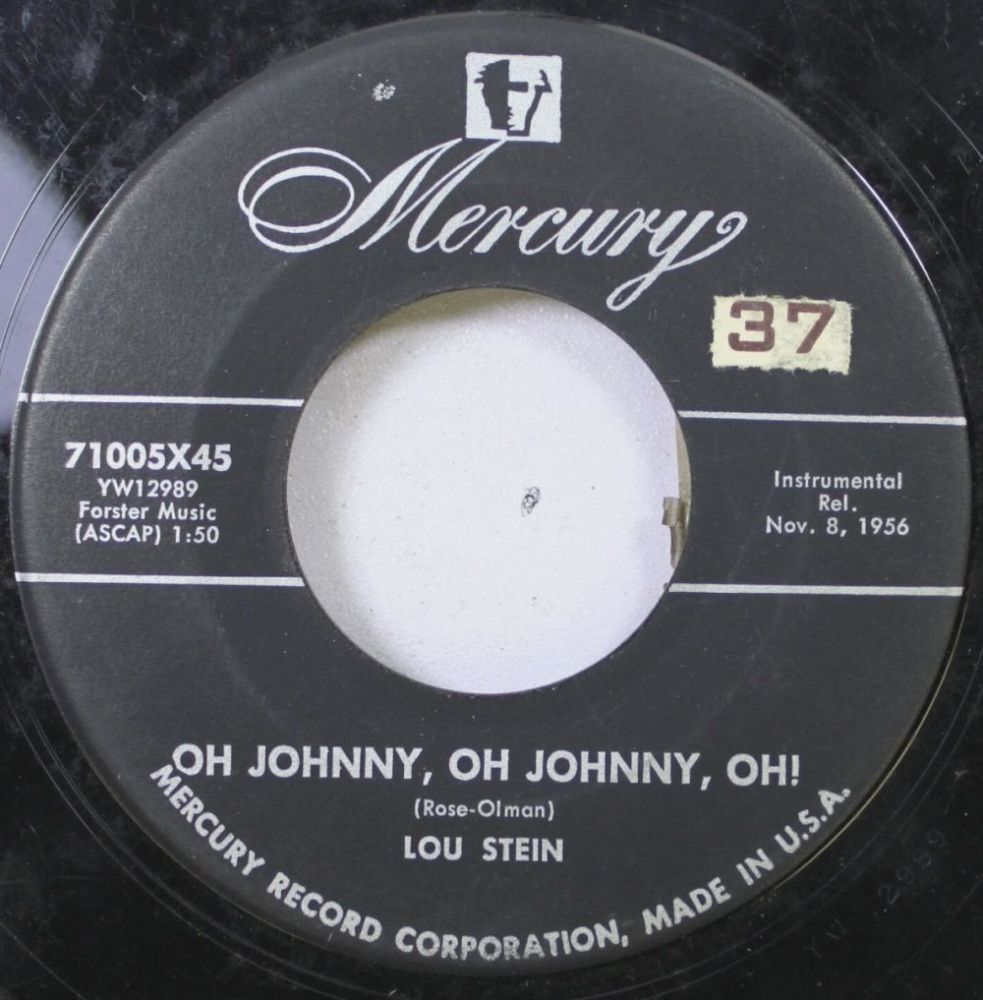 Mercury
37
71005X45
YW12989
Forster Music
(ASCAP) 1:50
Instrumental
Rel.
Nov. 8, 1956
OH JOHNNY, OH JOHNNY, OH!
(Rose-Olman)
LOU STEIN
MERCURY RECORD CORPORATION, MADE IN U.S.A.